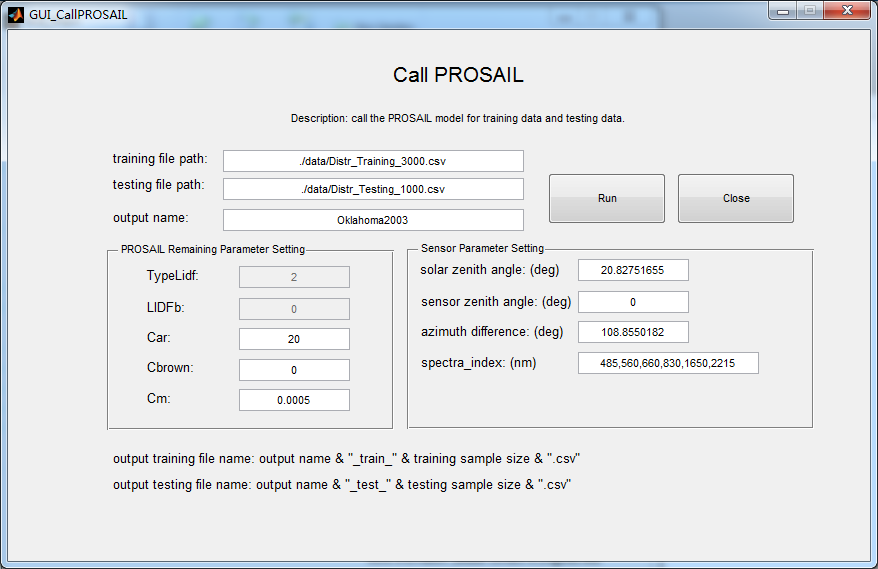 GUI_CallPROSAIL
Call PROSAIL
Description: call the PROSAIL model for training data and testing data.
training file path: ./data/Distr_Training_3000.csv
testing file path: ./data/Distr_Testing_1000.csv
output name: Oklahoma2003
Run
Close
PROSAIL Remaining Parameter Setting
TypeLidf: 2
LIDFb: 0
Car: 20
Cbrown: 0
Cm: 0.0005
Sensor Parameter Setting
solar zenith angle: (deg) 20.82751655
sensor zenith angle: (deg) 0
azimuth difference: (deg) 108.8550182
spectra_index: (nm) 485,560,660,830,1650,2215
output training file name: output name & "_train_" & training sample size & ".csv"
output testing file name: output name & "_test_" & testing sample size & ".csv"